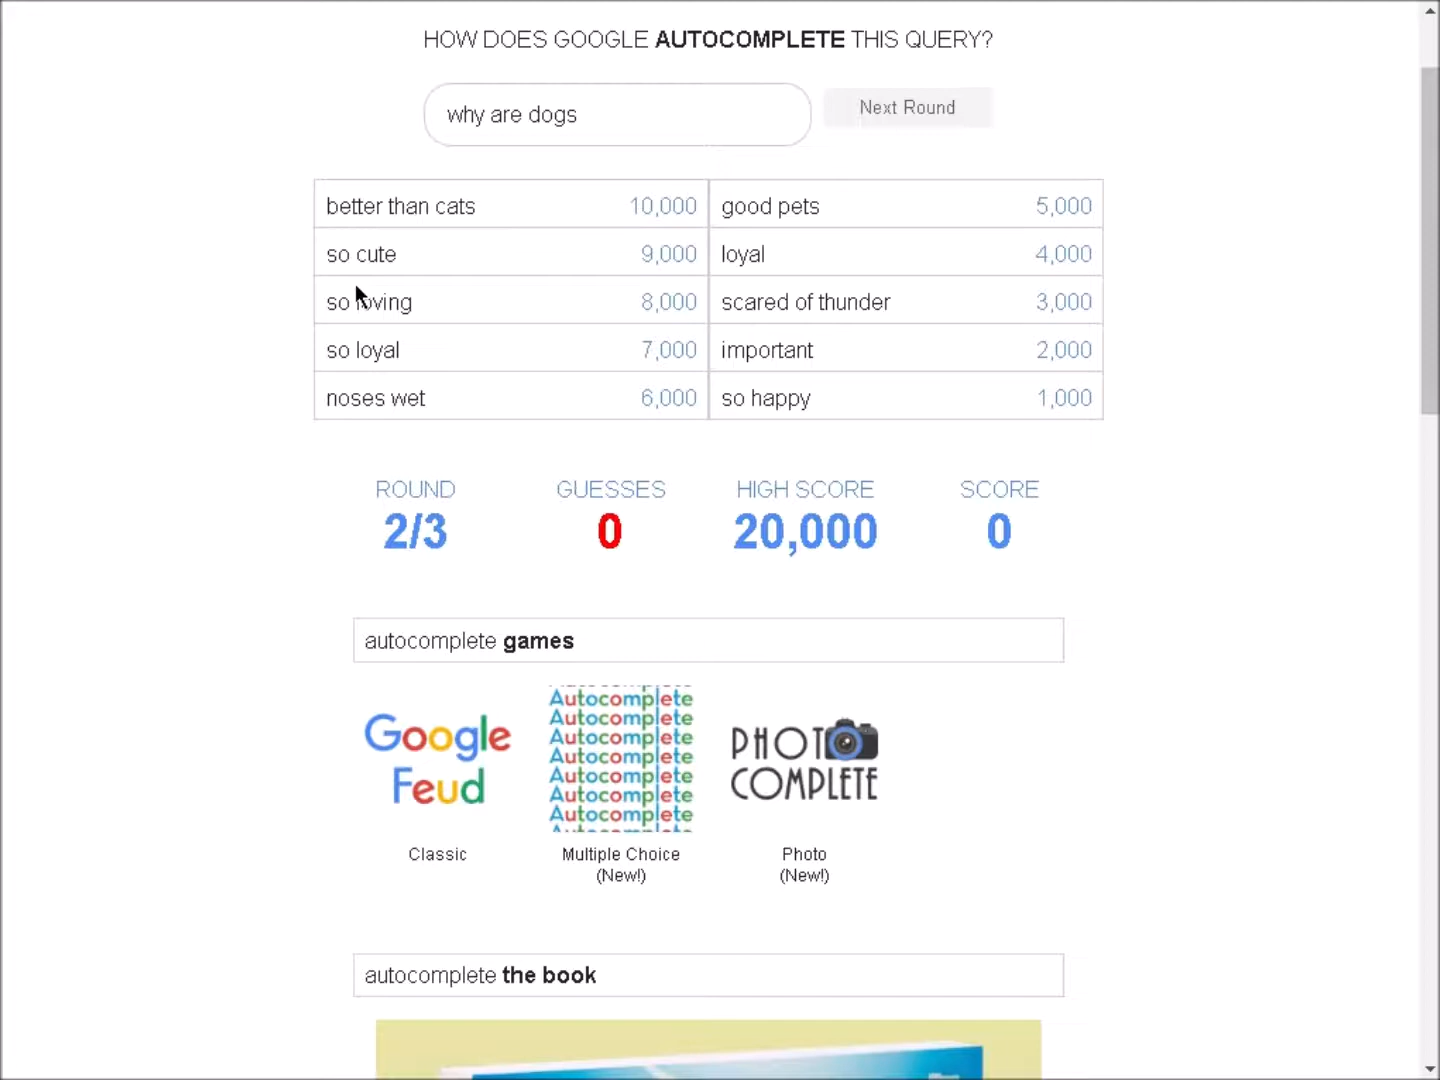 HOW DOES GOOGLE AUTOCOMPLETE THIS QUERY?
why are dogs
Next Round
better than cats 10,000
good pets 5,000
so cute 9,000
loyal 4,000
so loving 8,000
scared of thunder 3,000
so loyal 7,000
important 2,000
noses wet 6,000
so happy 1,000
ROUND GUESSES HIGH SCORE SCORE
2/3 0 20,000 0
autocomplete games
Google
Feud
Autocomplete
Autocomplete
Autocomplete
Autocomplete
Autocomplete
Autocomplete
Autocomplete
PHOTO
COMPLETE
Classic
Multiple Choice
(New!)
Photo
(New!)
autocomplete the book